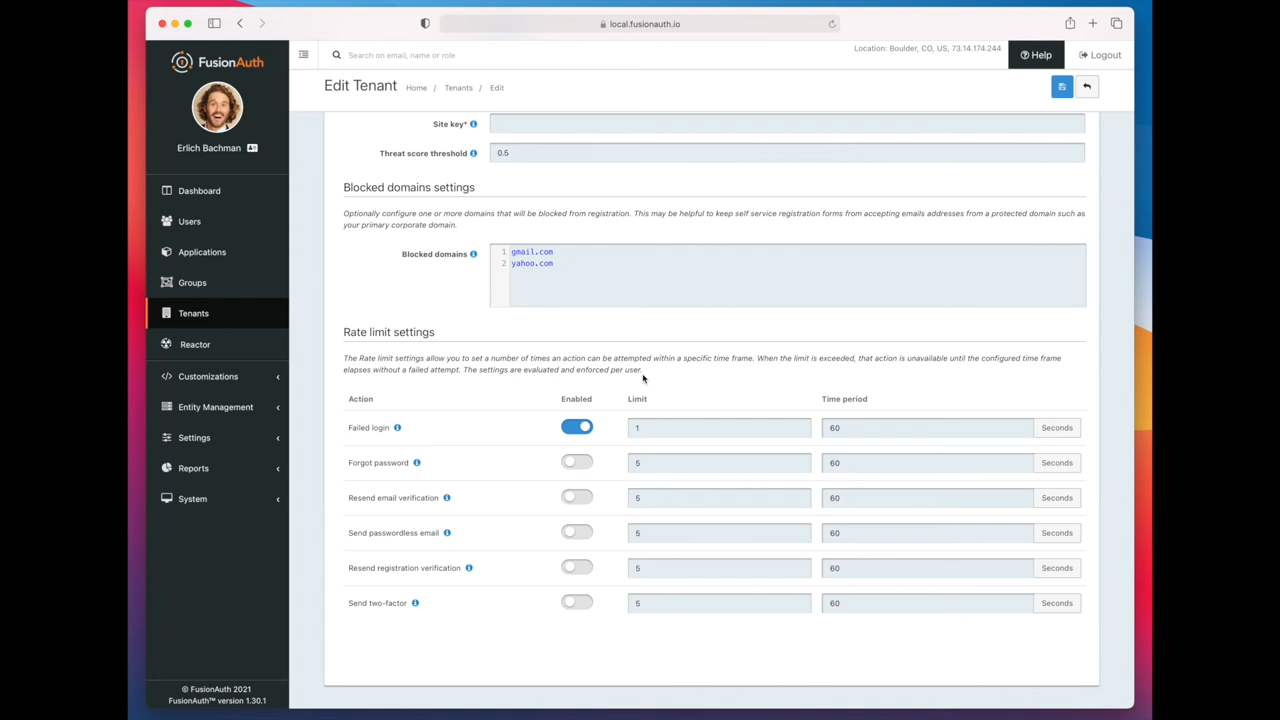 local.fusionauth.io
FusionAuth
Search on email, name or role
Location: Boulder, CO, US, 73.14.174.244
Help
Logout
Erlich Bachman
Edit Tenant
Home / Tenants / Edit
Dashboard
Users
Applications
Groups
Tenants
Reactor
Customizations
Entity Management
Settings
Reports
System
© FusionAuth 2021
FusionAuth™ version 1.30.1
Site key*
Threat score threshold 0.5
Blocked domains settings
Optionally configure one or more domains that will be blocked from registration. This may be helpful to keep self service registration forms from accepting emails addresses from a protected domain such as
your primary corporate domain.
Blocked domains
1 gmail.com
2 yahoo.com
Rate limit settings
The Rate limit settings allow you to set a number of times an action can be attempted within a specific time frame. When the limit is exceeded, that action is unavailable until the configured time frame
elapses without a failed attempt. The settings are evaluated and enforced per user.
Action Enabled Limit Time period
Failed login 1 60 Seconds
Forgot password 5 60 Seconds
Resend email verification 5 60 Seconds
Send passwordless email 5 60 Seconds
Resend registration verification 5 60 Seconds
Send two-factor 5 60 Seconds